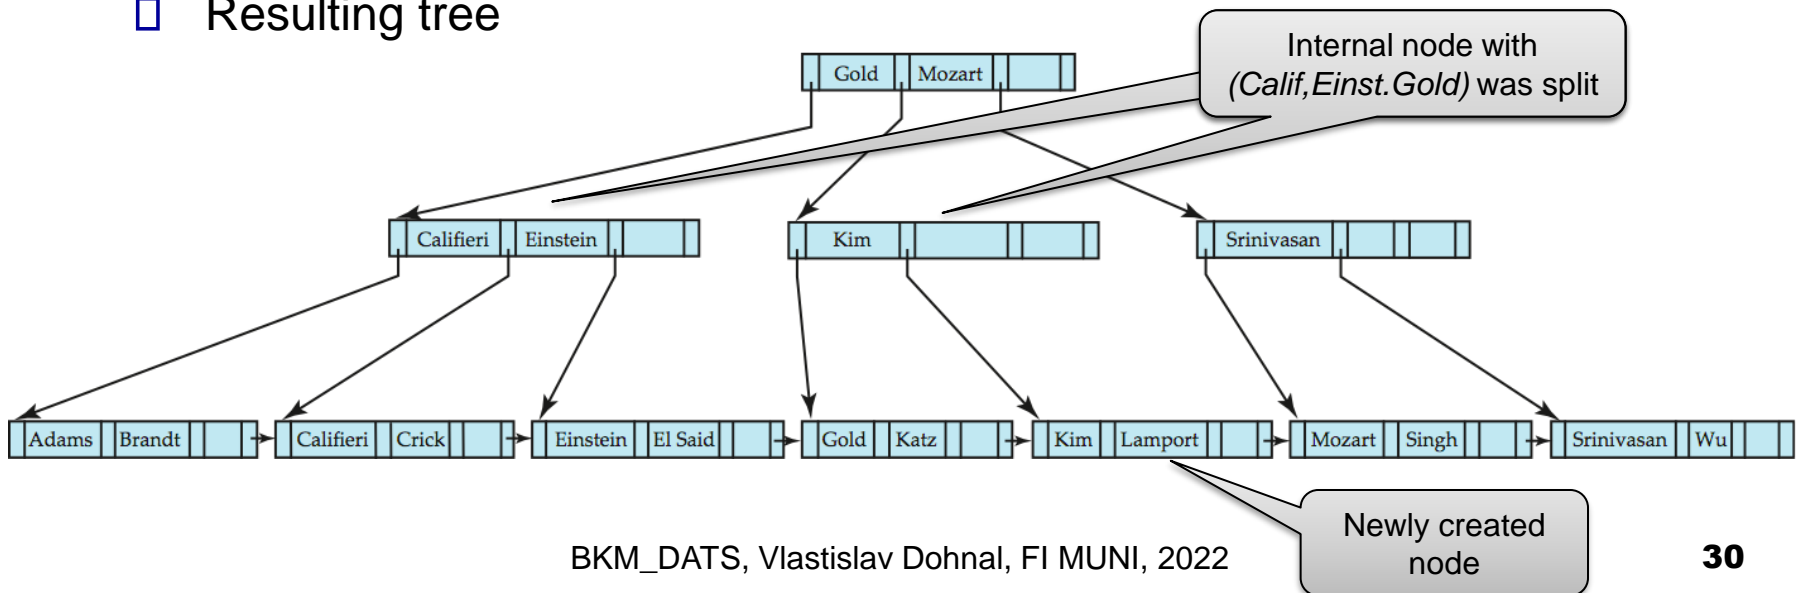 Resulting tree
Internal node with
(Calif,Einst.Gold) was split
Gold Mozart
Califieri Einstein
Kim
Srinivasan
Adams Brandt
Califieri Crick
Einstein El Said
Gold Katz
Kim Lamport
Mozart Singh
Srinivasan Wu
Newly created
node
BKM_DATS, Vlastislav Dohnal, FI MUNI, 2022
30